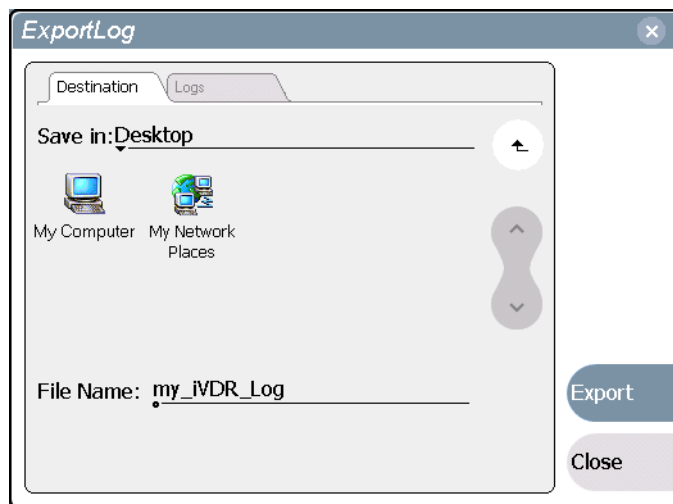 ExportLog
Destination
Logs
Save in: Desktop
My Computer
My Network
Places
File Name: my_iVDR_Log
Export
Close